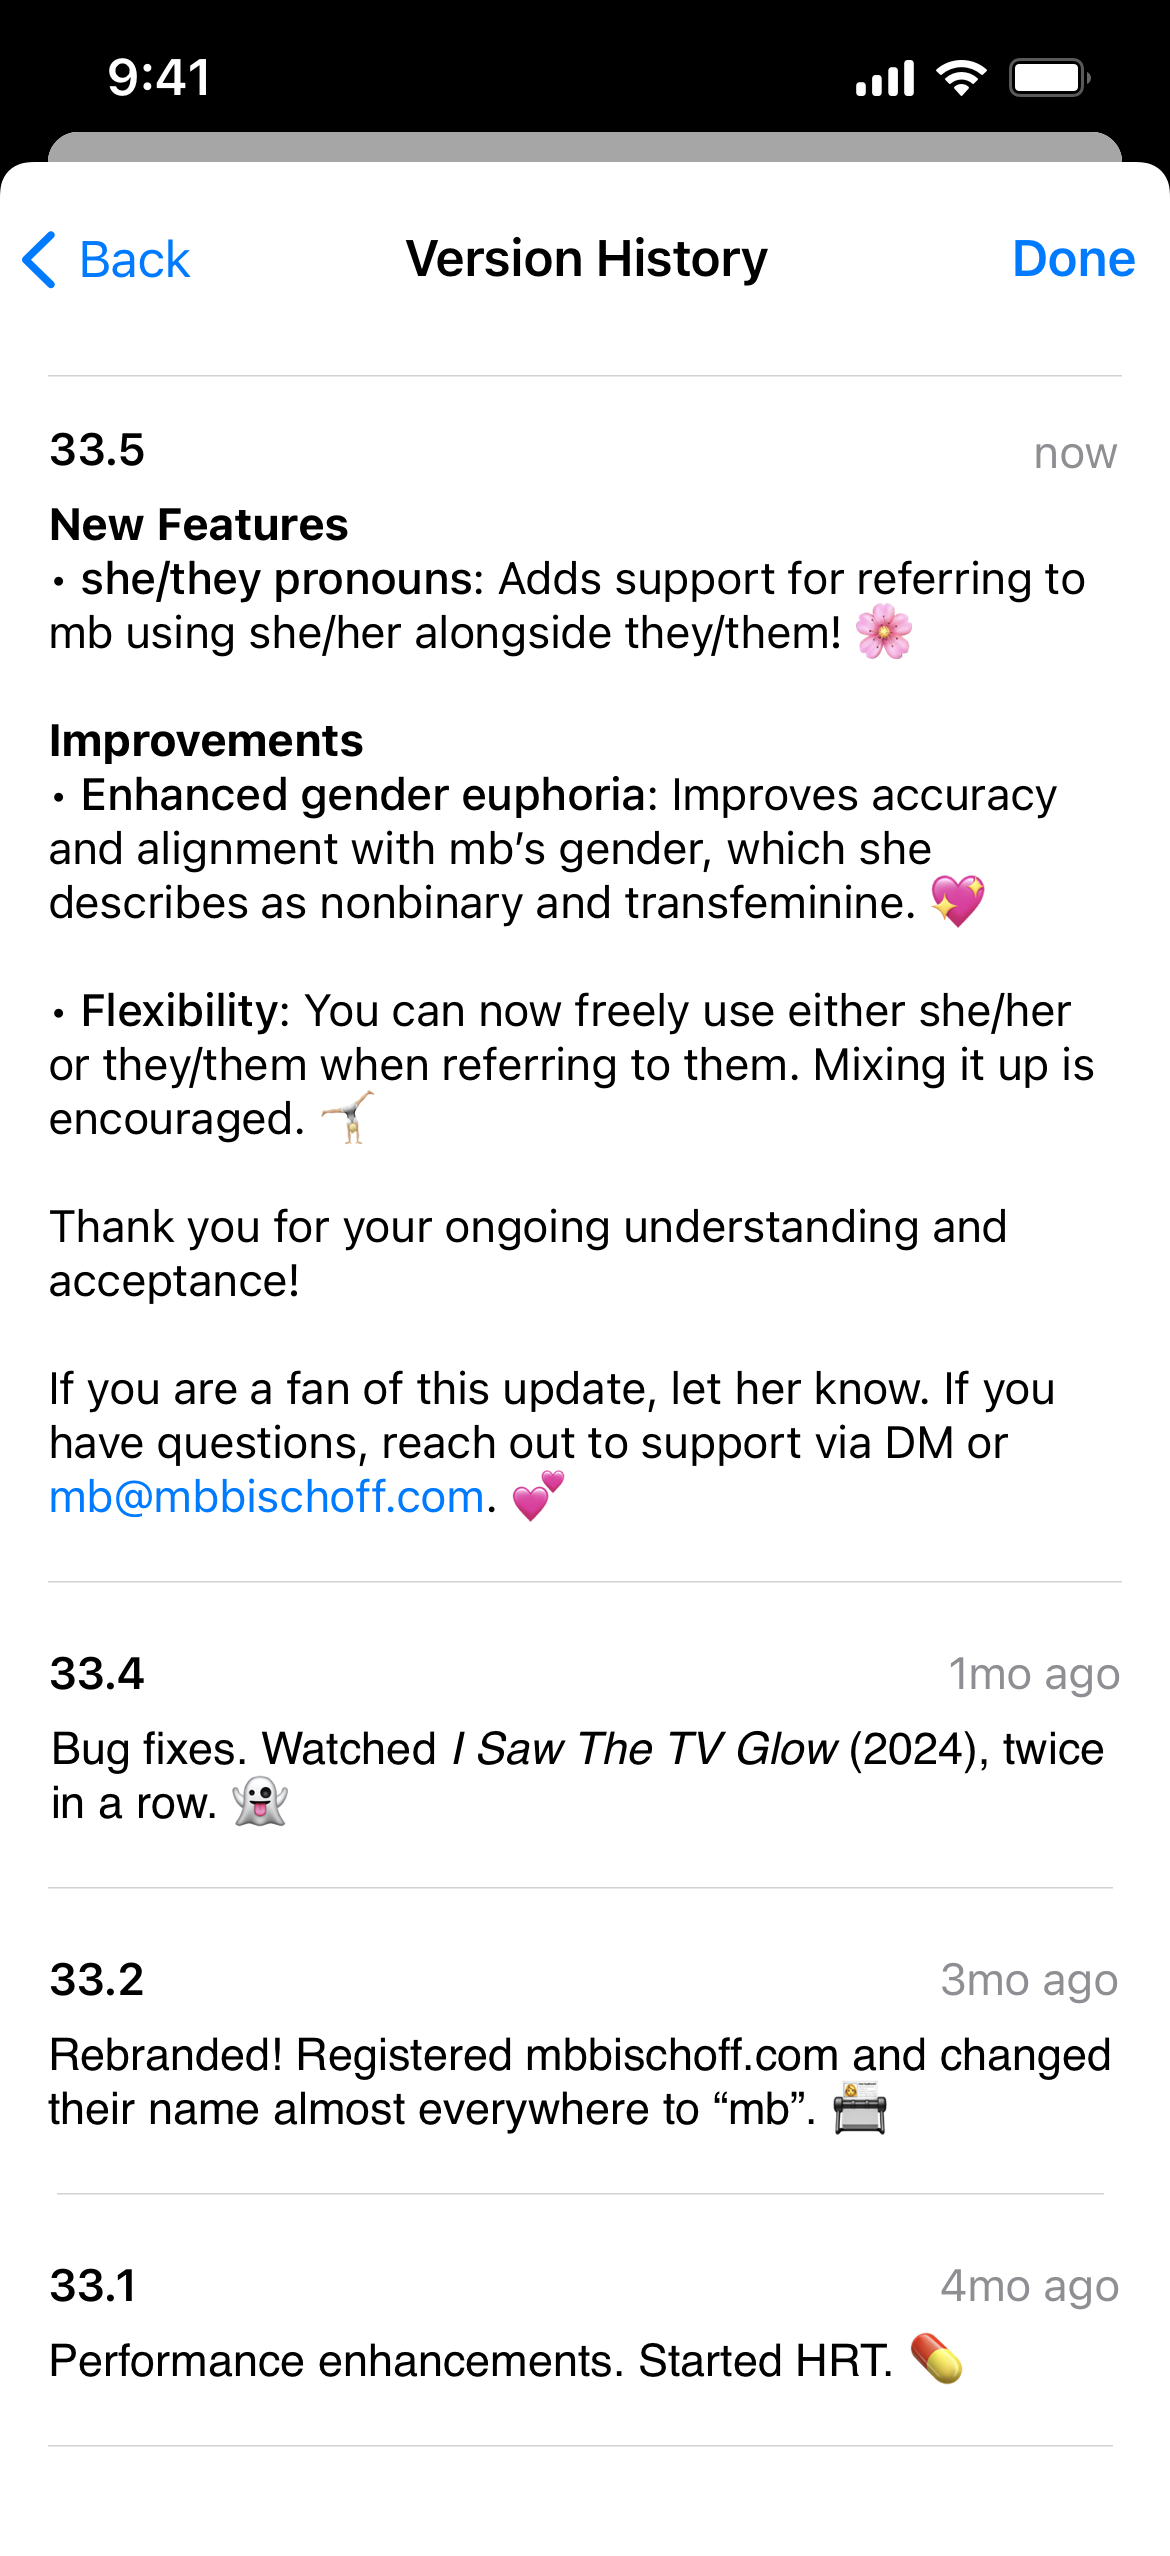 9:41
Back
Version History
Done
33.5
now
New Features
• she/they pronouns: Adds support for referring to
mb using she/her alongside they/them! 🌸
Improvements
• Enhanced gender euphoria: Improves accuracy
and alignment with mb’s gender, which she
describes as nonbinary and transfeminine. 💖
• Flexibility: You can now freely use either she/her
or they/them when referring to them. Mixing it up is
encouraged. 🤸🏼
Thank you for your ongoing understanding and
acceptance!
If you are a fan of this update, let her know. If you
have questions, reach out to support via DM or
mb@mbbischoff.com. 💕
33.4
1mo ago
Bug fixes. Watched I Saw The TV Glow (2024), twice
in a row. 👻
33.2
3mo ago
Rebranded! Registered mbbischoff.com and changed
their name almost everywhere to “mb”. 🖨️
33.1
4mo ago
Performance enhancements. Started HRT. 💊